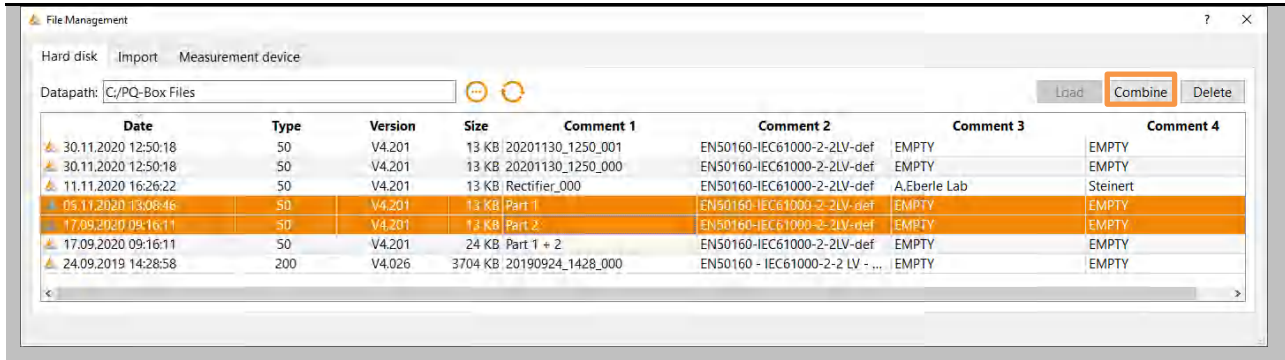 File Management ? ×
Hard disk Import Measurement device
Datapath: C:/PQ-Box Files Load Combine Delete
Date Type Version Size Comment 1 Comment 2 Comment 3 Comment 4
30.11.2020 12:50:18 50 V4.201 13 KB 20201130_1250_001 EN50160-IEC61000-2-2LV-def EMPTY EMPTY
30.11.2020 12:50:18 50 V4.201 13 KB 20201130_1250_000 EN50160-IEC61000-2-2LV-def EMPTY EMPTY
11.11.2020 16:26:22 50 V4.201 13 KB Rectifier_000 EN50160-IEC61000-2-2LV-def A.Eberle Lab Steinert
05.11.2020 13:08:46 50 V4.201 13 KB Part 1 EN50160-IEC61000-2-2LV-def EMPTY EMPTY
17.09.2020 09:16:11 50 V4.201 13 KB Part 2 EN50160-IEC61000-2-2LV-def EMPTY EMPTY
17.09.2020 09:16:11 50 V4.201 24 KB Part 1 + 2 EN50160-IEC61000-2-2LV-def EMPTY EMPTY
24.09.2019 14:28:58 200 V4.026 3704 KB 20190924_1428_000 EN50160 - IEC61000-2-2 LV - ... EMPTY EMPTY